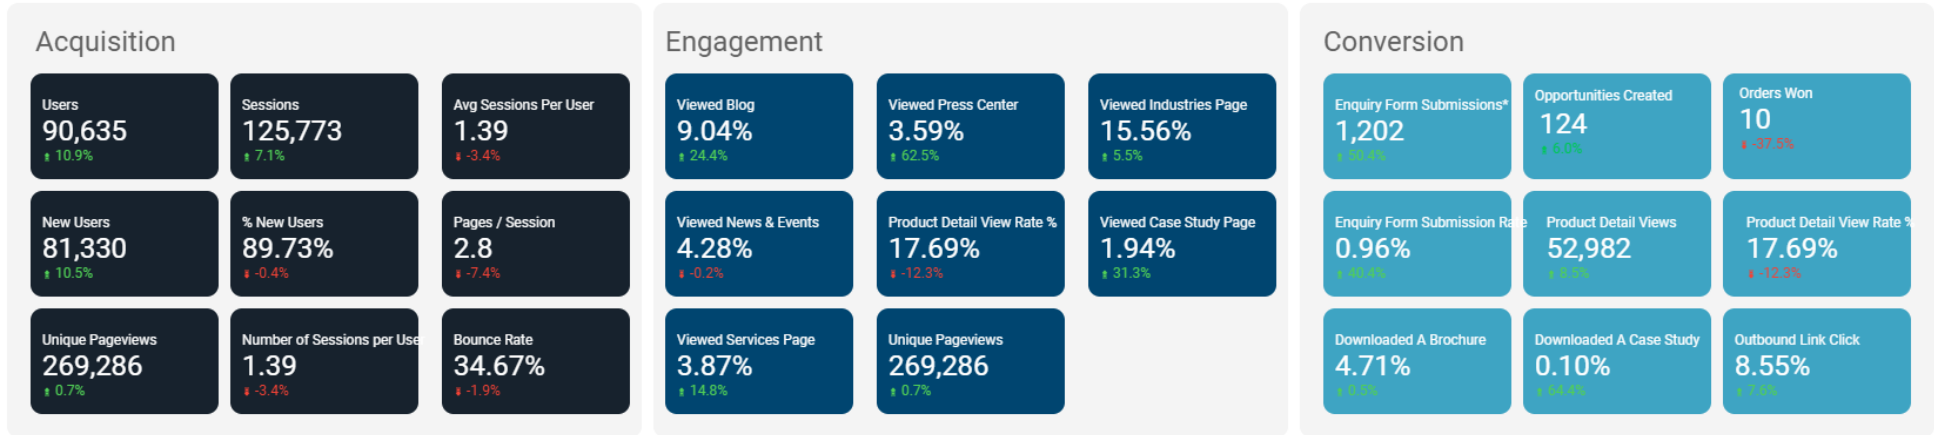 Acquisition
Users
90,635
10.9%
Sessions
125,773
7.1%
Avg Sessions Per User
1.39
-3.4%
New Users
81,330
10.5%
% New Users
89.73%
-0.4%
Pages / Session
2.8
-7.4%
Unique Pageviews
269,286
0.7%
Number of Sessions per Use
1.39
-3.4%
Bounce Rate
34.67%
-1.9%
Engagement
Viewed Blog
9.04%
24.4%
Viewed Press Center
3.59%
62.5%
Viewed Industries Page
15.56%
5.5%
Viewed News & Events
4.28%
-0.2%
Product Detail View Rate %
17.69%
-12.3%
Viewed Case Study Page
1.94%
31.3%
Viewed Services Page
3.87%
14.8%
Unique Pageviews
269,286
0.7%
Conversion
Enquiry Form Submissions*
1,202
50.4%
Opportunities Created
124
6.0%
Orders Won
10
-37.5%
Enquiry Form Submission Rate
0.96%
40.4%
Product Detail Views
52,982
8.5%
Product Detail View Rate %
17.69%
-12.3%
Downloaded A Brochure
4.71%
0.5%
Downloaded A Case Study
0.10%
64.4%
Outbound Link Click
8.55%
7.6%